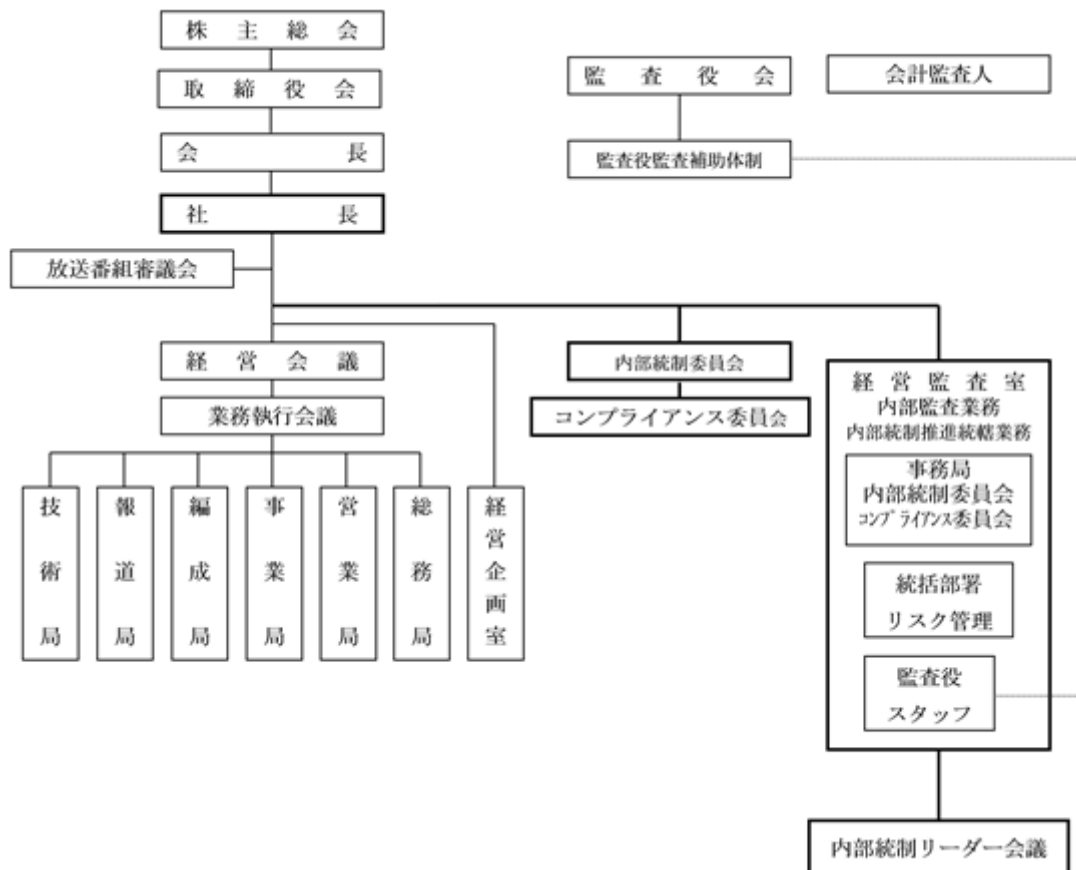 株主総会
取締役会
会長
社長
放送番組審議会
監査役会
会計監査人
監査役監査補助体制
経営会議
業務執行会議
技術局
報道局
編成局
事業局
営業局
総務局
経営企画室
内部統制委員会
コンプライアンス委員会
経営監査室
内部監査業務
内部統制推進統轄業務
事務局
内部統制委員会
コンプライアンス委員会
統括部署
リスク管理
監査役
スタッフ
内部統制リーダー会議